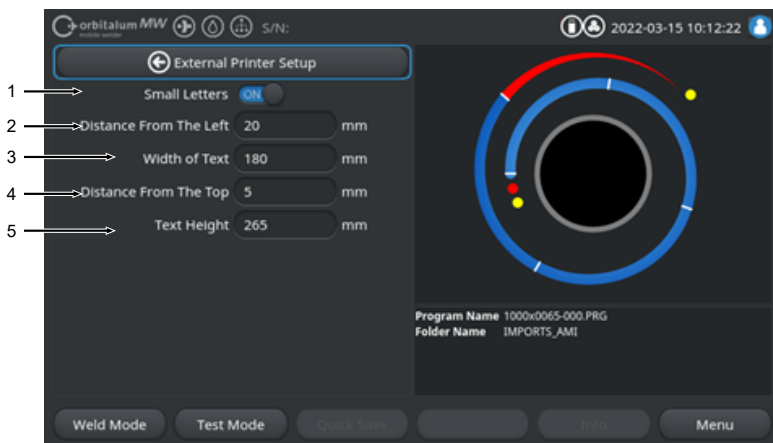 orbitalum MW S/N: 2022-03-15 10:12:22
mobile welder
External Printer Setup
1 Small Letters ON
2 Distance From The Left 20 mm
3 Width of Text 180 mm
4 Distance From The Top 5 mm
5 Text Height 265 mm
Program Name 1000x0065-000.PRG
Folder Name IMPORTS_AMI
Weld Mode Test Mode Quick Save Info Menu